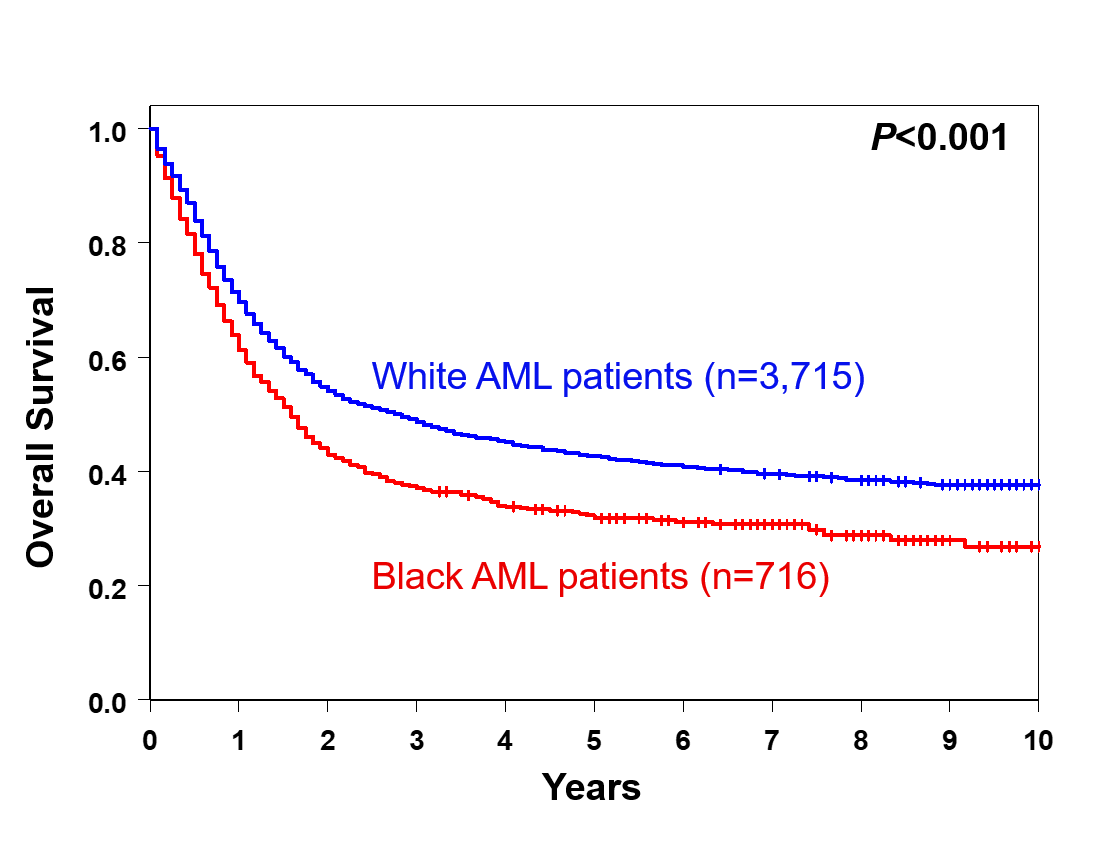 P<0.001
1.0
0.8
0.6
0.4
0.2
0.0
Overall Survival
White AML patients (n=3,715)
Black AML patients (n=716)
0 1 2 3 4 5 6 7 8 9 10
Years